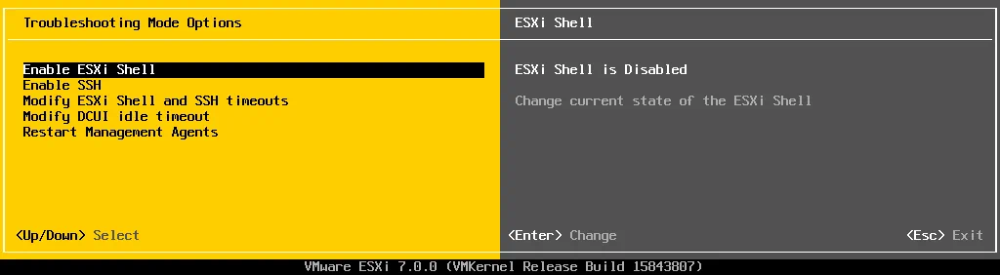 Troubleshooting Mode Options
Enable ESXi Shell
Enable SSH
Modify ESXi Shell and SSH timeouts
Modify DCUI idle timeout
Restart Management Agents
<Up/Down> Select
ESXi Shell
ESXi Shell is Disabled
Change current state of the ESXi Shell
<Enter> Change
<Esc> Exit
VMware ESXi 7.0.0 (VMKernel Release Build 15843807)